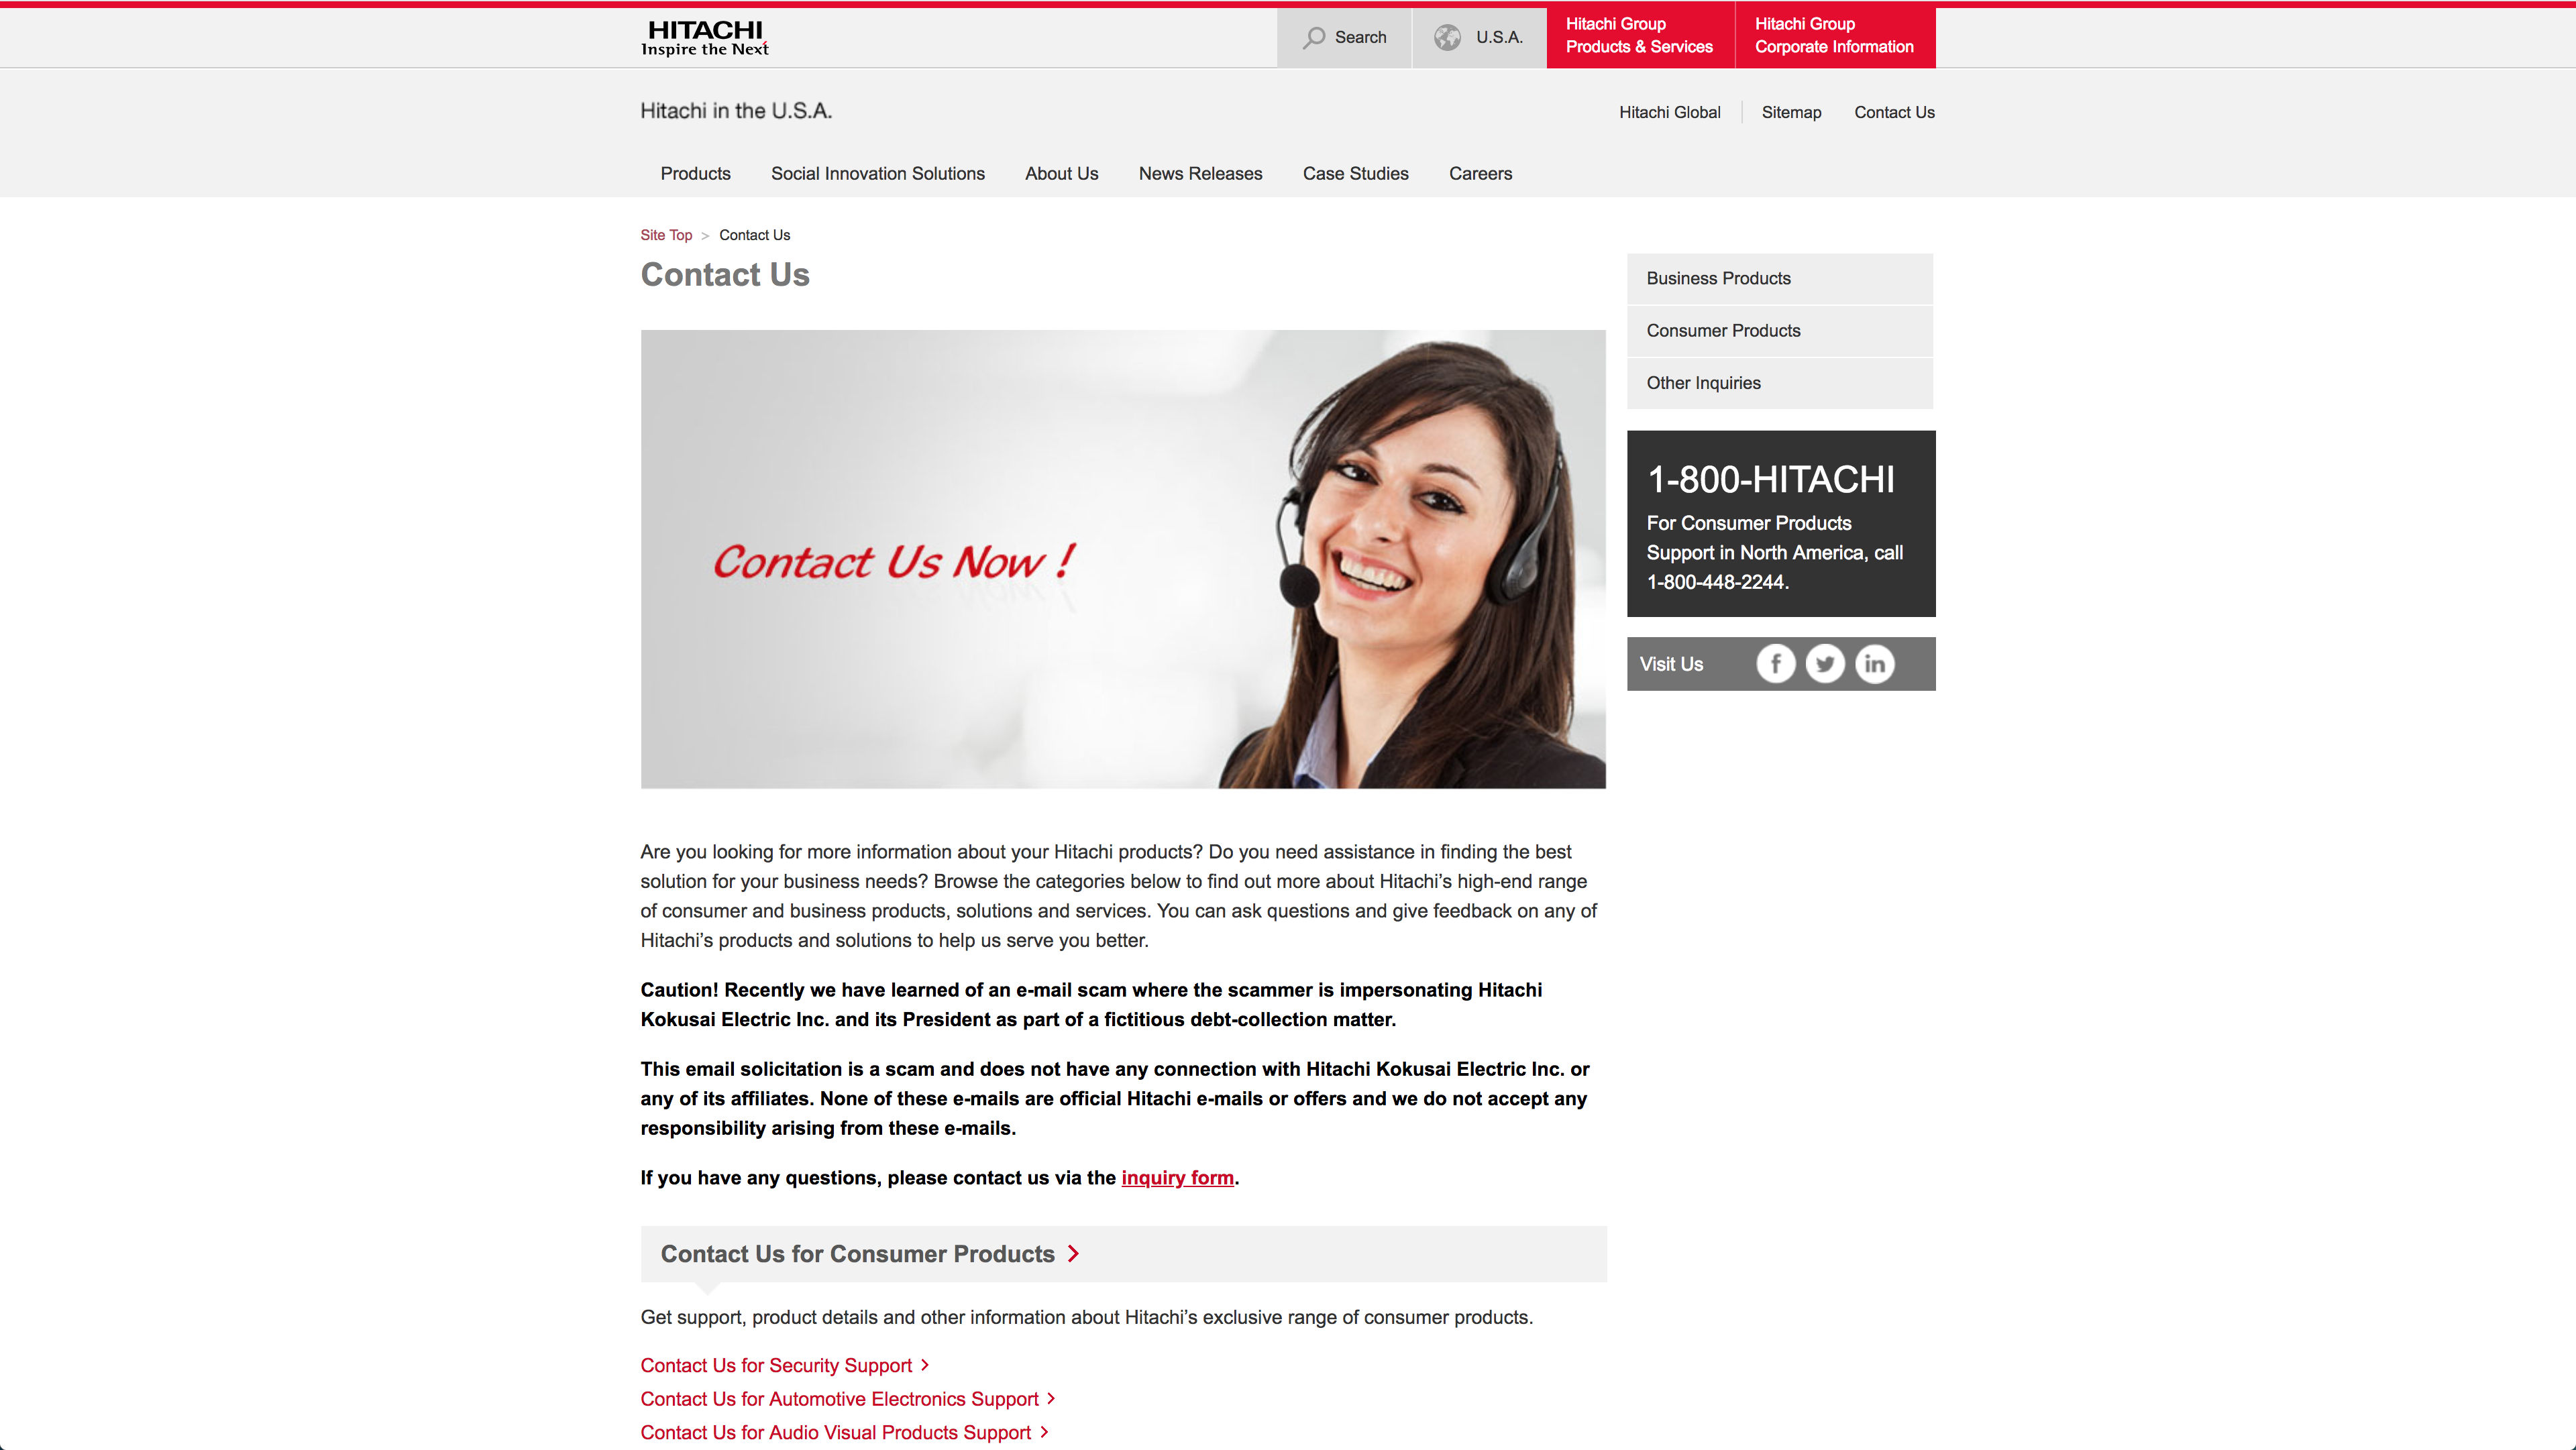 HITACHI
Inspire the Next
Search
U.S.A.
Hitachi Group
Products & Services
Hitachi Group
Corporate Information
Hitachi in the U.S.A.
Hitachi Global
Sitemap
Contact Us
Products
Social Innovation Solutions
About Us
News Releases
Case Studies
Careers
Site Top > Contact Us
Contact Us
Contact Us Now !
Business Products
Consumer Products
Other Inquiries
1-800-HITACHI
For Consumer Products
Support in North America, call
1-800-448-2244.
Visit Us
f
in
Are you looking for more information about your Hitachi products? Do you need assistance in finding the best
solution for your business needs? Browse the categories below to find out more about Hitachi’s high-end range
of consumer and business products, solutions and services. You can ask questions and give feedback on any of
Hitachi’s products and solutions to help us serve you better.
Caution! Recently we have learned of an e-mail scam where the scammer is impersonating Hitachi
Kokusai Electric Inc. and its President as part of a fictitious debt-collection matter.
This email solicitation is a scam and does not have any connection with Hitachi Kokusai Electric Inc. or
any of its affiliates. None of these e-mails are official Hitachi e-mails or offers and we do not accept any
responsibility arising from these e-mails.
If you have any questions, please contact us via the inquiry form.
Contact Us for Consumer Products
Get support, product details and other information about Hitachi’s exclusive range of consumer products.
Contact Us for Security Support
Contact Us for Automotive Electronics Support
Contact Us for Audio Visual Products Support